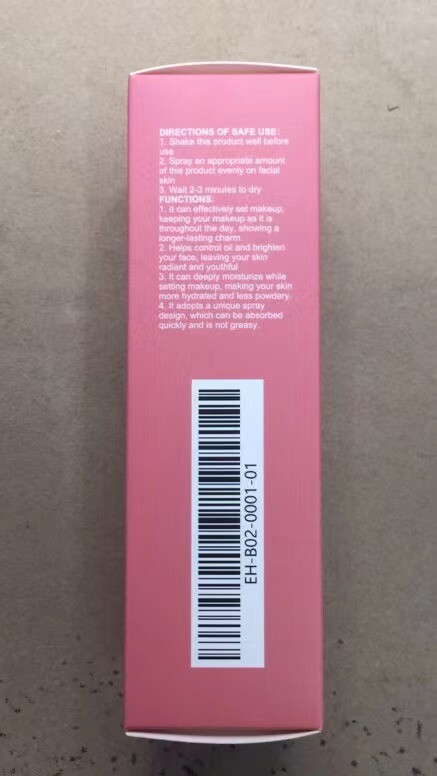 DIRECTIONS OF SAFE USE:
1. Shake this product well before
use
2. Spray an appropriate amount
of this product evenly on facial
skin
3. Wait 2-3 minutes to dry
FUNCTIONS:
1. It can effectively set makeup,
keeping your makeup as it is
throughout the day, showing a
longer-lasting charm
2. Helps control oil and brighten
your face, leaving your skin
radiant and youthful
3. It can deeply moisturize while
setting makeup, making your skin
more hydrated and less powdery.
4. It adopts a unique spray
design, which can be absorbed
quickly and is not greasy.
EH-B02-0001-01